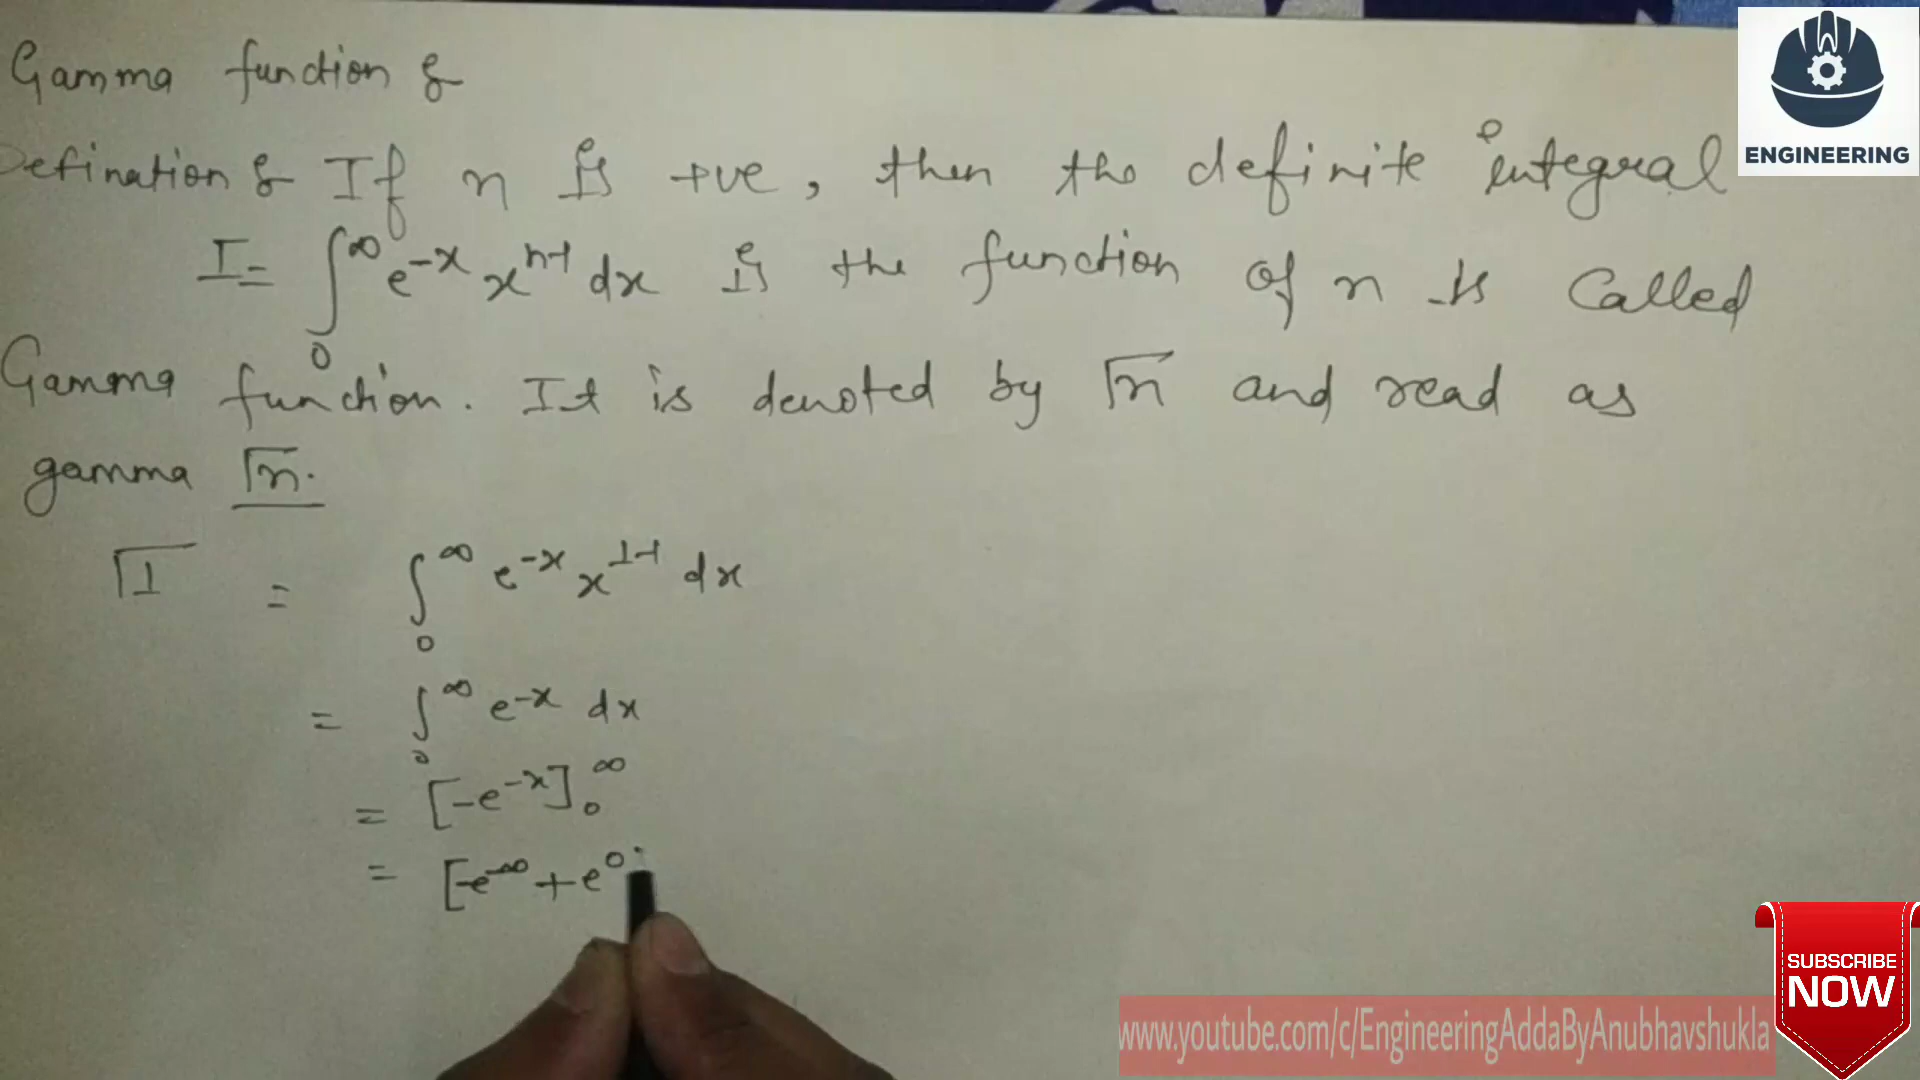 Gamma function :-
Defination :- If n is +ve, then the definite integral
I = ∫₀^∞ e^-x x^n-1 dx is the function of n is called
Gamma function. It is denoted by Γn and read as
gamma Γn.
Γ1 = ∫₀^∞ e^-x x^1-1 dx
= ∫₀^∞ e^-x dx
= [-e^-x]₀^∞
= [-e^-∞ + e^0
ENGINEERING
SUBSCRIBE
NOW
www.youtube.com/c/EngineeringAddaByAnubhavshukla